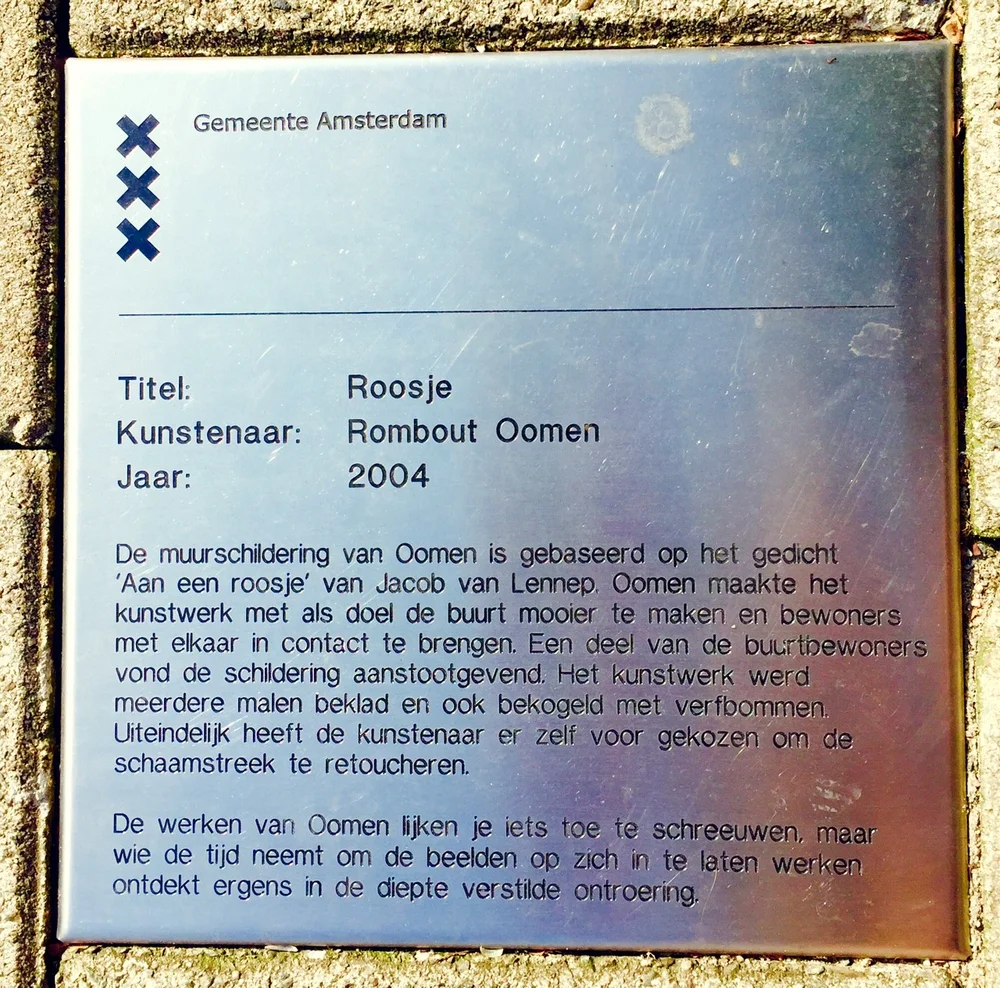 Gemeente Amsterdam
Titel: Roosje
Kunstenaar: Rombout Oomen
Jaar: 2004
De muurschildering van Oomen is gebaseerd op het gedicht
'Aan een roosje' van Jacob van Lennep. Oomen maakte het
kunstwerk met als doel de buurt mooier te maken en bewoners
met elkaar in contact te brengen. Een deel van de buurtbewoners
vond de schildering aanstootgevend. Het kunstwerk werd
meerdere malen beklad en ook bekogeld met verfbommen.
Uiteindelijk heeft de kunstenaar er zelf voor gekozen om de
schaamstreek te retoucheren.
De werken van Oomen lijken je iets toe te schreeuwen, maar
wie de tijd neemt om de beelden op zich in te laten werken
ontdekt ergens in de diepte verstilde ontroering.